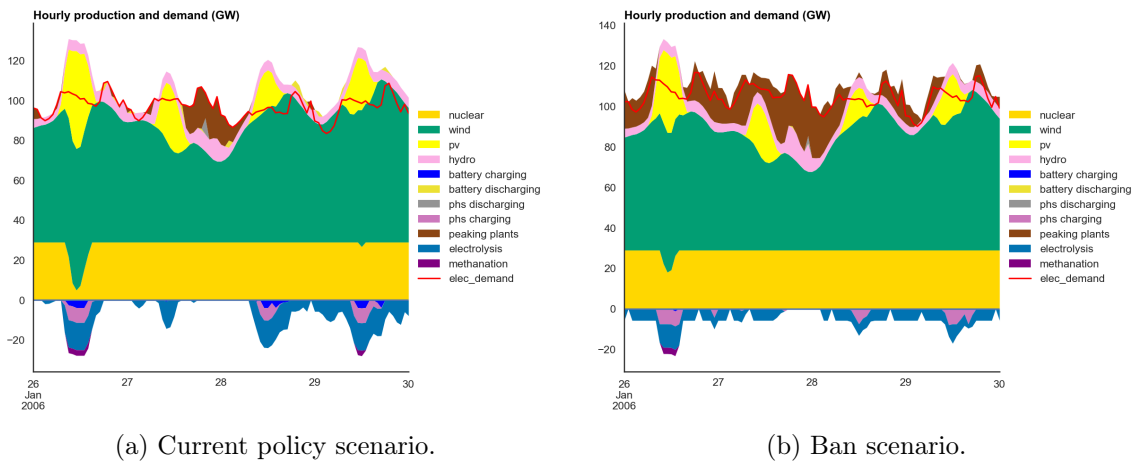 Hourly production and demand (GW)
120
100
80
60
40
20
0
−20
26
Jan
2006
27
28
29
30
nuclear
wind
pv
hydro
battery charging
battery discharging
phs discharging
phs charging
peaking plants
electrolysis
methanation
elec_demand
(a) Current policy scenario.
Hourly production and demand (GW)
140
120
100
80
60
40
20
0
−20
26
Jan
2006
27
28
29
30
nuclear
wind
pv
hydro
battery charging
battery discharging
phs discharging
phs charging
peaking plants
electrolysis
methanation
elec_demand
(b) Ban scenario.